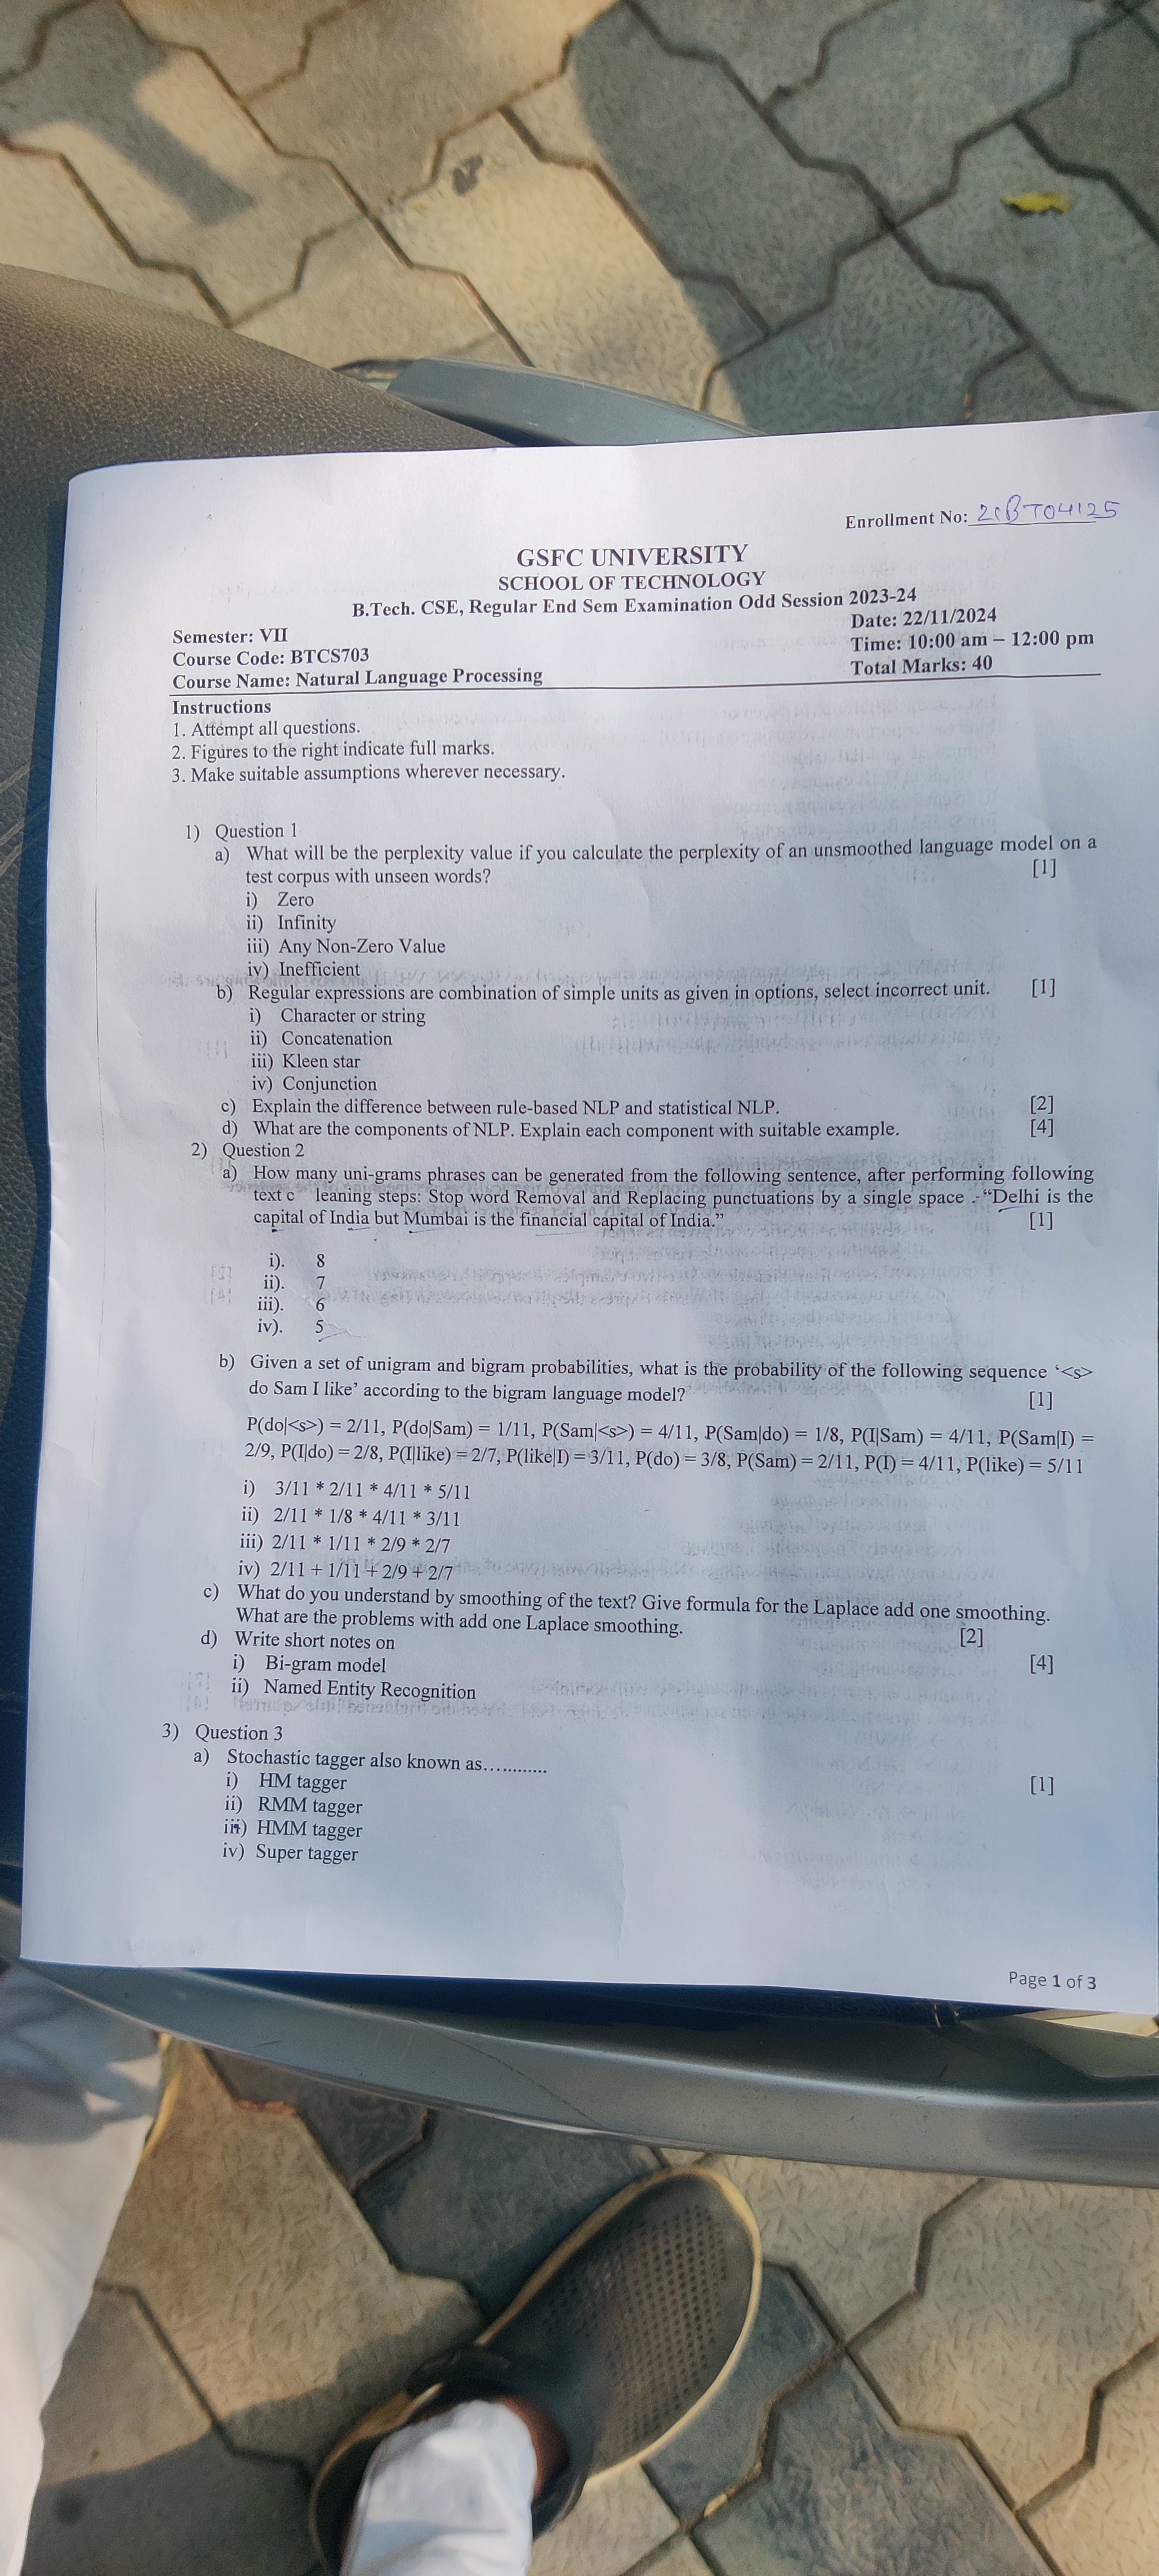 Enrollment No: 21BT04125
GSFC UNIVERSITY
SCHOOL OF TECHNOLOGY
B.Tech. CSE, Regular End Sem Examination Odd Session 2023-24
Semester: VII
Date: 22/11/2024
Course Code: BTCS703
Time: 10:00 am – 12:00 pm
Course Name: Natural Language Processing
Total Marks: 40
Instructions
1. Attempt all questions.
2. Figures to the right indicate full marks.
3. Make suitable assumptions wherever necessary.
1) Question 1
a) What will be the perplexity value if you calculate the perplexity of an unsmoothed language model on a
test corpus with unseen words? [1]
i) Zero
ii) Infinity
iii) Any Non-Zero Value
iv) Inefficient
b) Regular expressions are combination of simple units as given in options, select incorrect unit. [1]
i) Character or string
ii) Concatenation
iii) Kleen star
iv) Conjunction
c) Explain the difference between rule-based NLP and statistical NLP. [2]
d) What are the components of NLP. Explain each component with suitable example. [4]
2) Question 2
a) How many uni-grams phrases can be generated from the following sentence, after performing following
text c leaning steps: Stop word Removal and Replacing punctuations by a single space - “Delhi is the
capital of India but Mumbai is the financial capital of India.” [1]
i). 8
ii). 7
iii). 6
iv). 5
b) Given a set of unigram and bigram probabilities, what is the probability of the following sequence ‘<s>
do Sam I like’ according to the bigram language model? [1]
P(do|<s>) = 2/11, P(do|Sam) = 1/11, P(Sam|<s>) = 4/11, P(Sam|do) = 1/8, P(I|Sam) = 4/11, P(Sam|I) =
2/9, P(I|do) = 2/8, P(I|like) = 2/7, P(like|I) = 3/11, P(do) = 3/8, P(Sam) = 2/11, P(I) = 4/11, P(like) = 5/11
i) 3/11 * 2/11 * 4/11 * 5/11
ii) 2/11 * 1/8 * 4/11 * 3/11
iii) 2/11 * 1/11 * 2/9 * 2/7
iv) 2/11 + 1/11 + 2/9 + 2/7
c) What do you understand by smoothing of the text? Give formula for the Laplace add one smoothing.
What are the problems with add one Laplace smoothing. [2]
d) Write short notes on [4]
i) Bi-gram model
ii) Named Entity Recognition
3) Question 3
a) Stochastic tagger also known as............ [1]
i) HM tagger
ii) RMM tagger
iii) HMM tagger
iv) Super tagger
Page 1 of 3